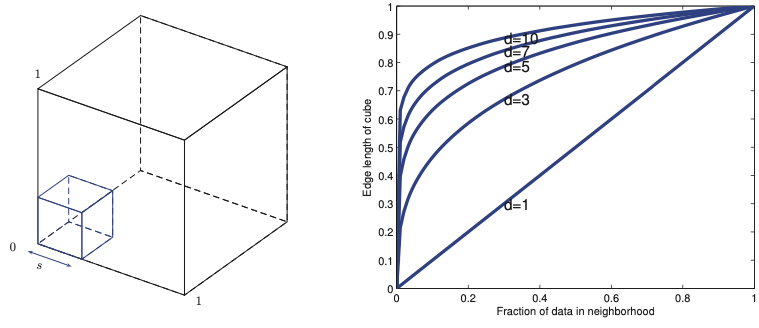 1
0
s
1
Edge length of cube
1
0.9
0.8
0.7
0.6
0.5
0.4
0.3
0.2
0.1
0
d=10
d=7
d=5
d=3
d=1
0 0.2 0.4 0.6 0.8 1
Fraction of data in neighborhood